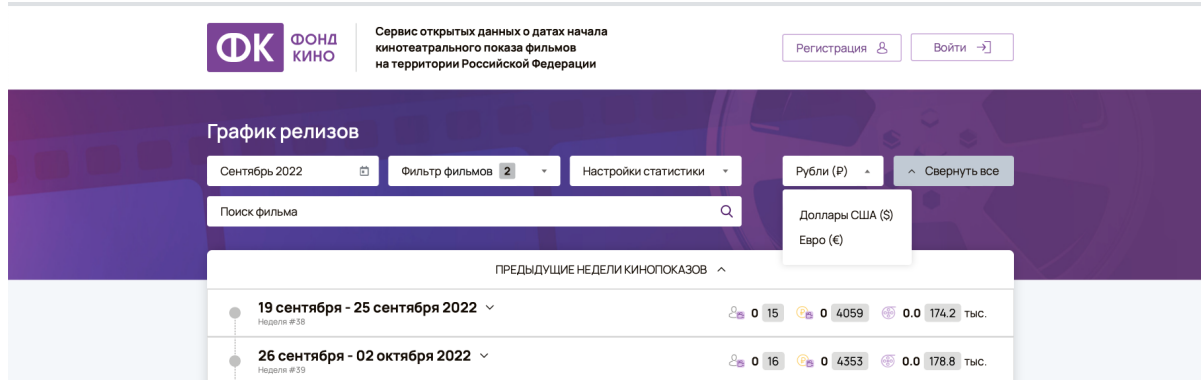 ФК ФОНД КИНО
Сервис открытых данных о датах начала
кинотеатрального показа фильмов
на территории Российской Федерации
Регистрация
Войти
График релизов
Сентябрь 2022
Фильтр фильмов 2
Настройки статистики
Рубли (₽)
Свернуть все
Поиск фильма
Доллары США ($)
Евро (€)
ПРЕДЫДУЩИЕ НЕДЕЛИ КИНОПОКАЗОВ
19 сентября - 25 сентября 2022
0 15 0 4059 0.0 174.2 тыс.
Неделя #38
26 сентября - 02 октября 2022
0 16 0 4353 0.0 178.8 тыс.
Неделя #39